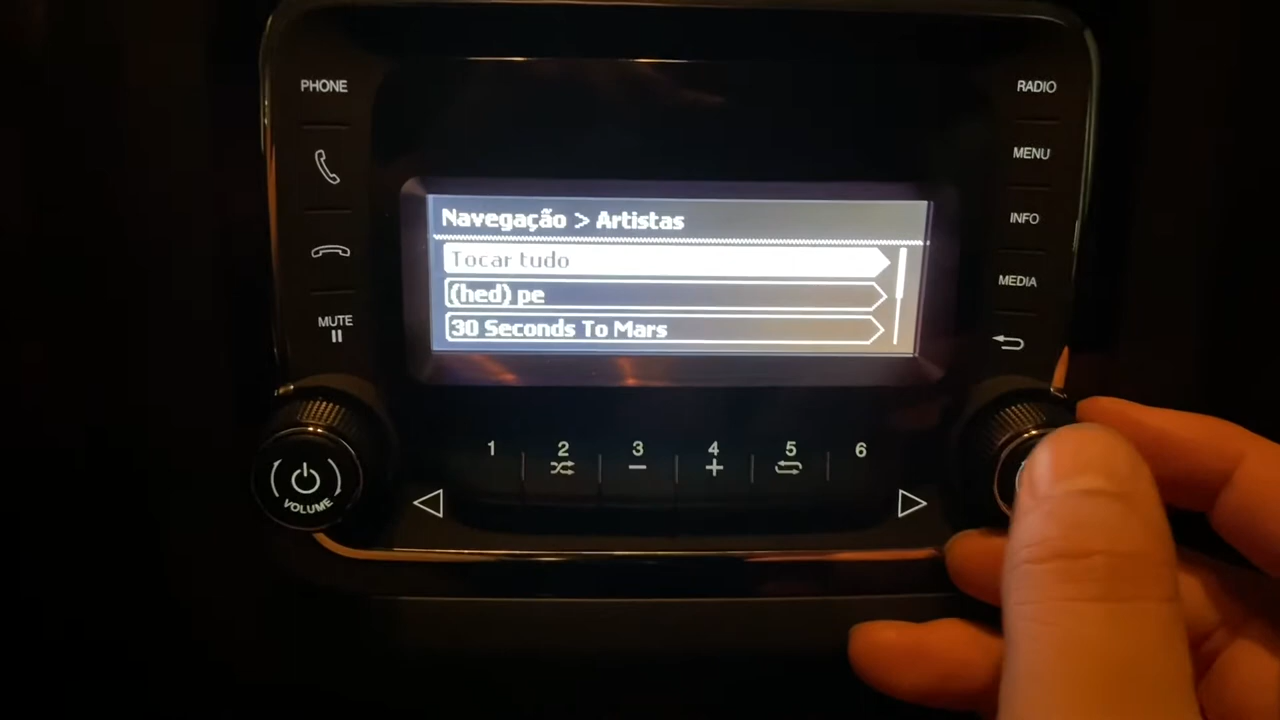 PHONE
MUTE
VOLUME
Navegação > Artistas
Tocar tudo
(hed) pe
30 Seconds To Mars
1 2 3 4 5 6
RADIO
MENU
INFO
MEDIA